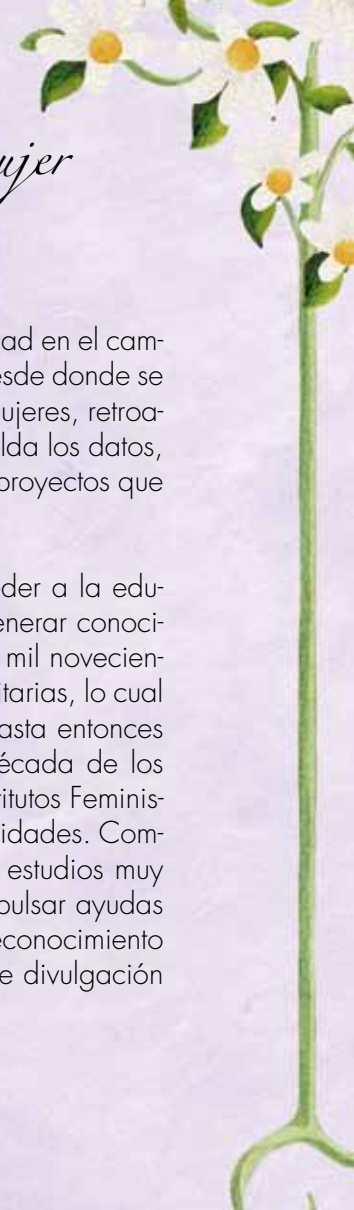 ujer
ad en el cam-
esde donde se
ujeres, retroa-
lda los datos,
proyectos que
der a la edu-
enerar conoci-
mil novecien-
itarias, lo cual
asta entonces
écada de los
titutos Feminis-
idades. Com-
estudios muy
pulsar ayudas
econocimiento
e divulgación